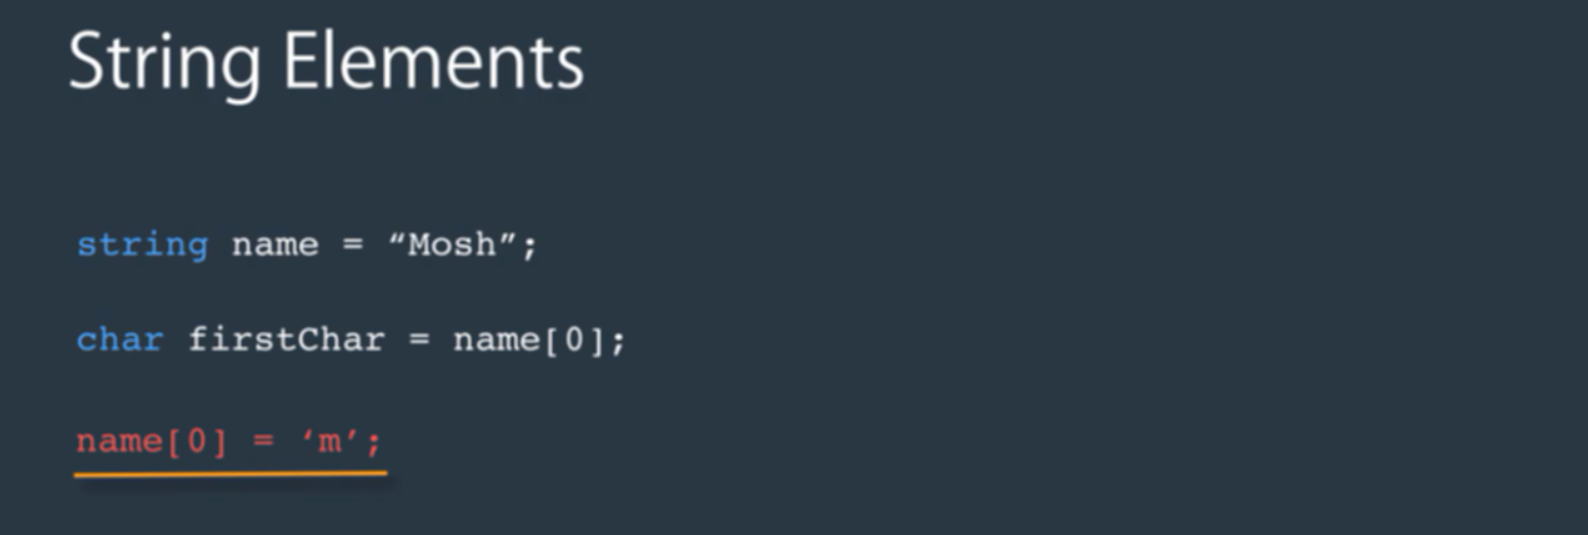 String Elements
string name = “Mosh”;
char firstChar = name[0];
name[0] = ‘m’;